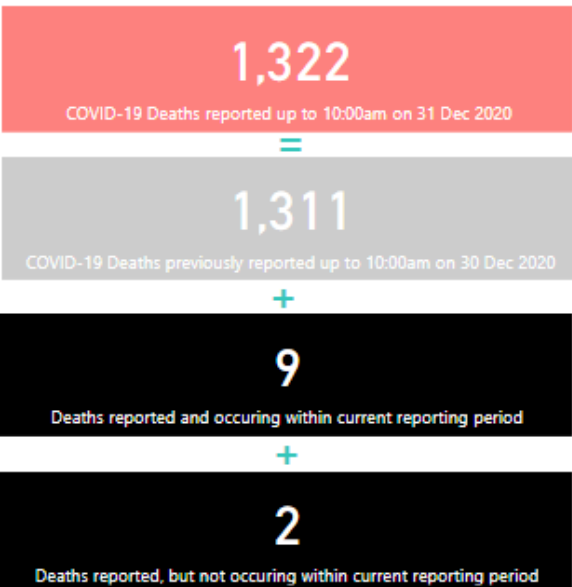 1,322
COVID-19 Deaths reported up to 10:00am on 31 Dec 2020
=
1,311
COVID-19 Deaths previously reported up to 10:00am on 30 Dec 2020
+
9
Deaths reported and occuring within current reporting period
+
2
Deaths reported, but not occuring within current reporting period